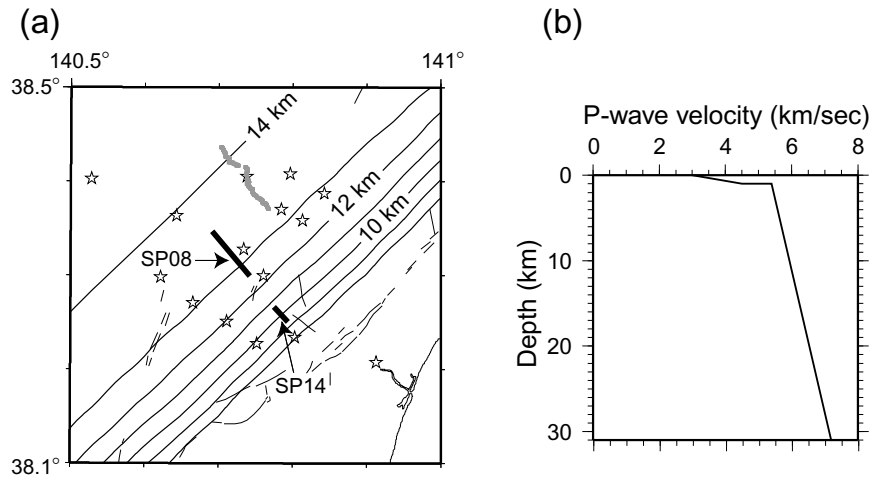 (a)
140.5°
141°
38.5°
14 km
12 km
10 km
SP08
SP14
38.1°
(b)
P-wave velocity (km/sec)
0 2 4 6 8
0
10
20
30
Depth (km)